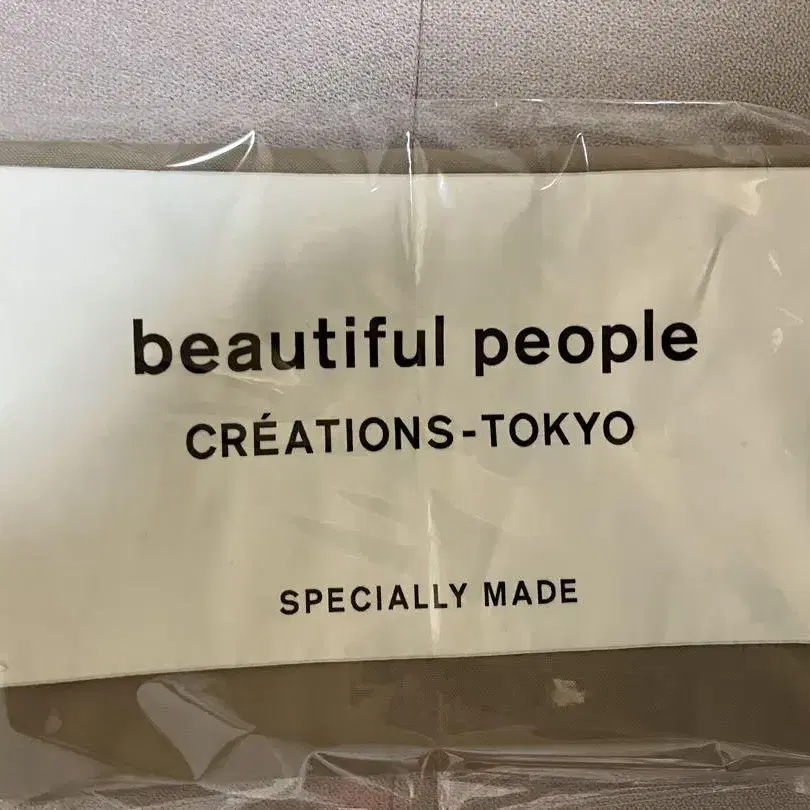 beautiful people
CRÉATIONS-TOKYO
SPECIALLY MADE